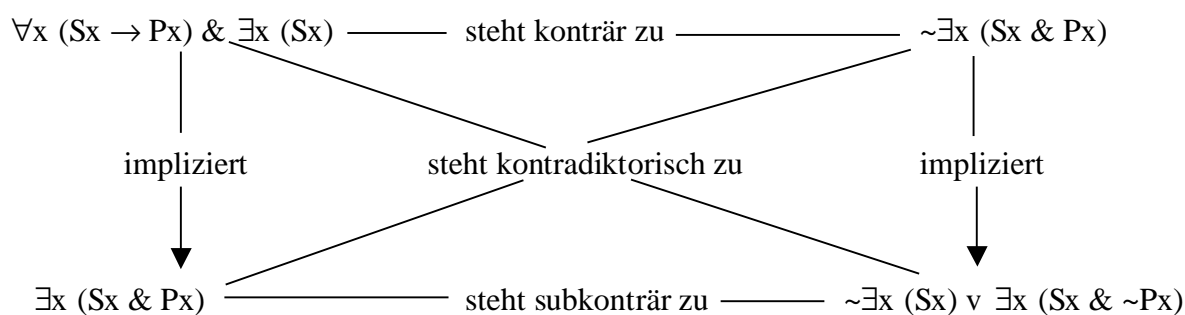 ∀x (Sx → Px) & ∃x (Sx) steht konträr zu ~∃x (Sx & Px)
impliziert steht kontradiktorisch zu impliziert
∃x (Sx & Px) steht subkonträr zu ~∃x (Sx) v ∃x (Sx & ~Px)